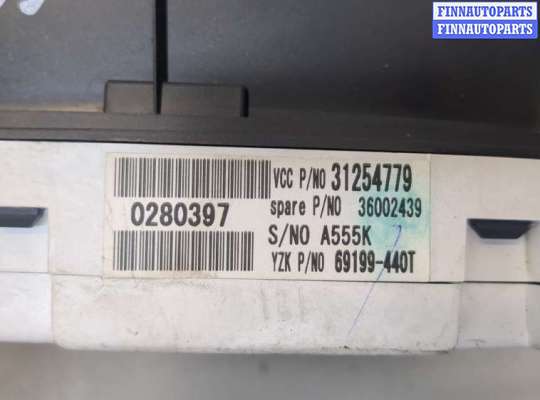 FINNAUTOPARTS
FINNAUTOPARTS
VCC P/NO 31254779
0280397
spare P/NO 36002439
S/NO A555K
YZK P/NO 69199-440T